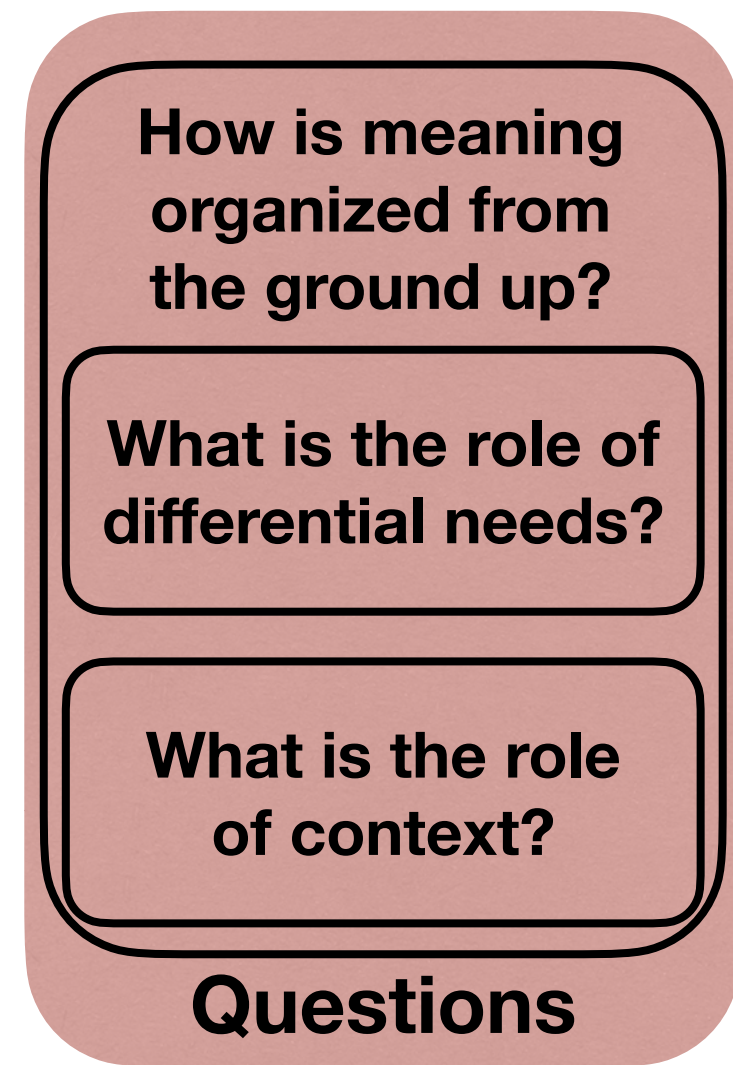 How is meaning
organized from
the ground up?
What is the role of
differential needs?
What is the role
of context?
Questions